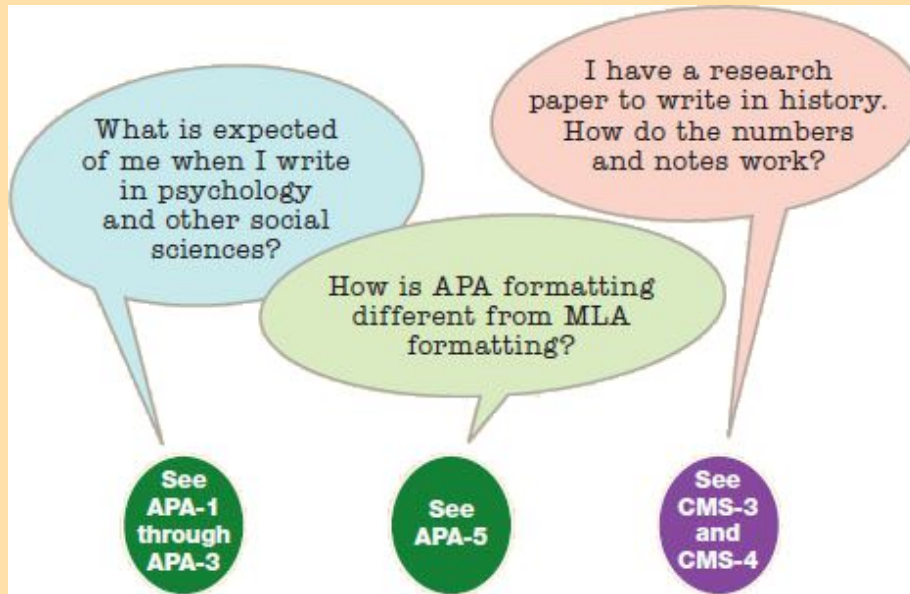 What is expected
of me when I write
in psychology
and other social
sciences?
How is APA formatting
different from MLA
formatting?
I have a research
paper to write in history.
How do the numbers
and notes work?
See
APA-1
through
APA-3
See
APA-5
See
CMS-3
and
CMS-4